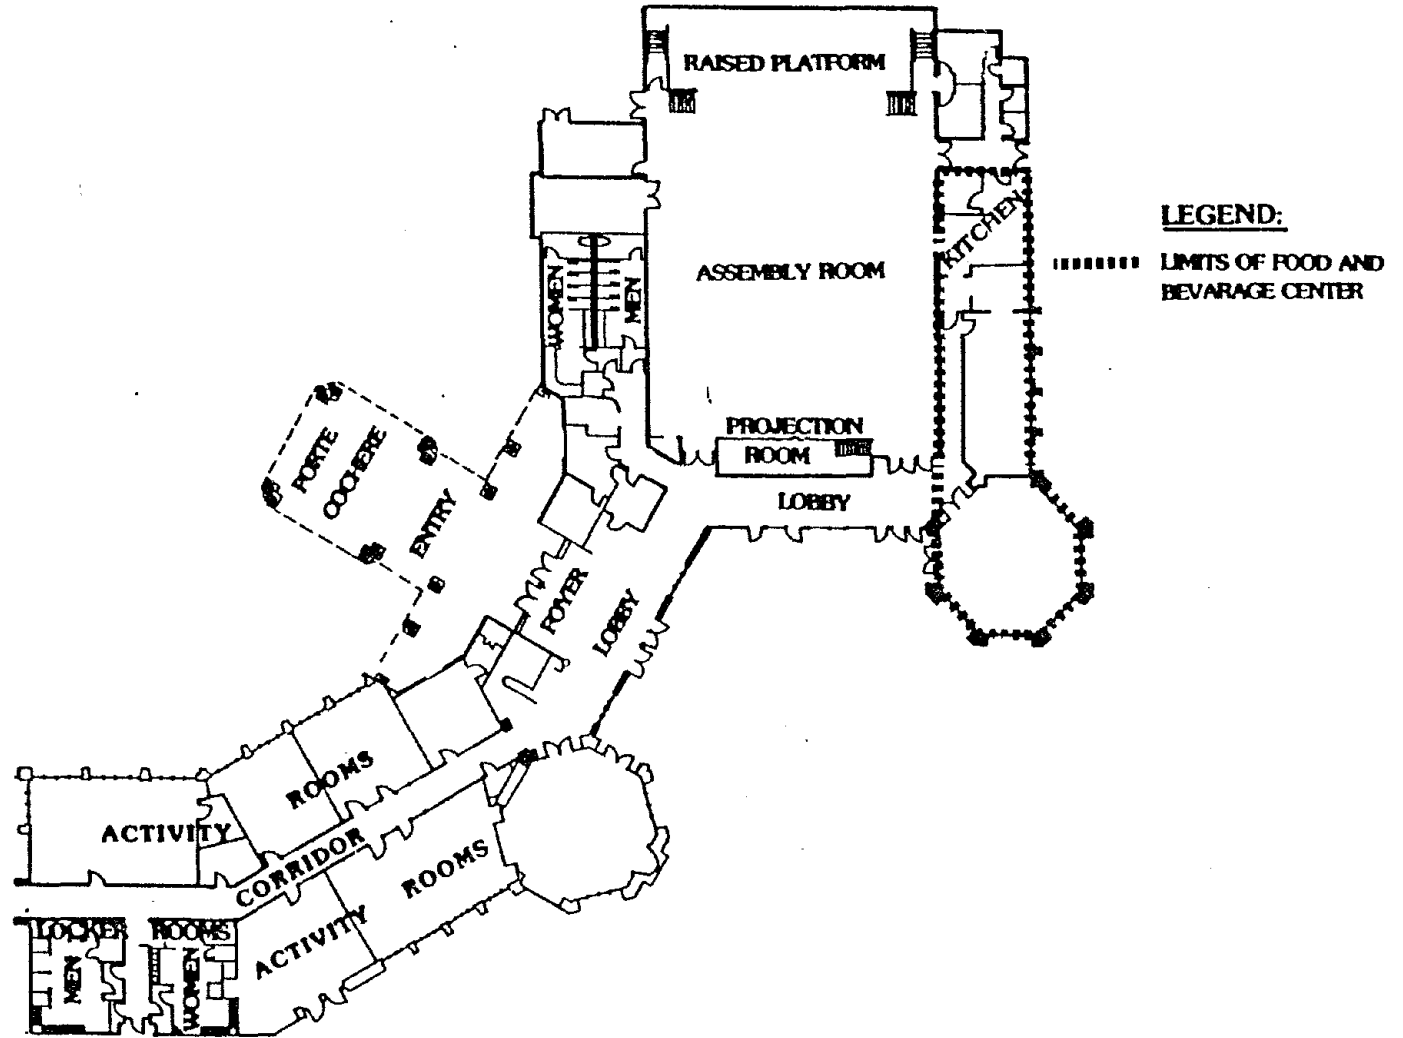 RAISED PLATFORM
KITCHEN
LEGEND:
LIMITS OF FOOD AND
BEVARAGE CENTER
ASSEMBLY ROOM
WOMEN
MEN
PROJECTION
ROOM
LOBBY
PORTE
COCHERE
ENTRY
FOYER
LOBBY
ROOMS
ACTIVITY
CORRIDOR
ROOMS
ACTIVITY
LOCKER ROOMS
MEN
WOMEN